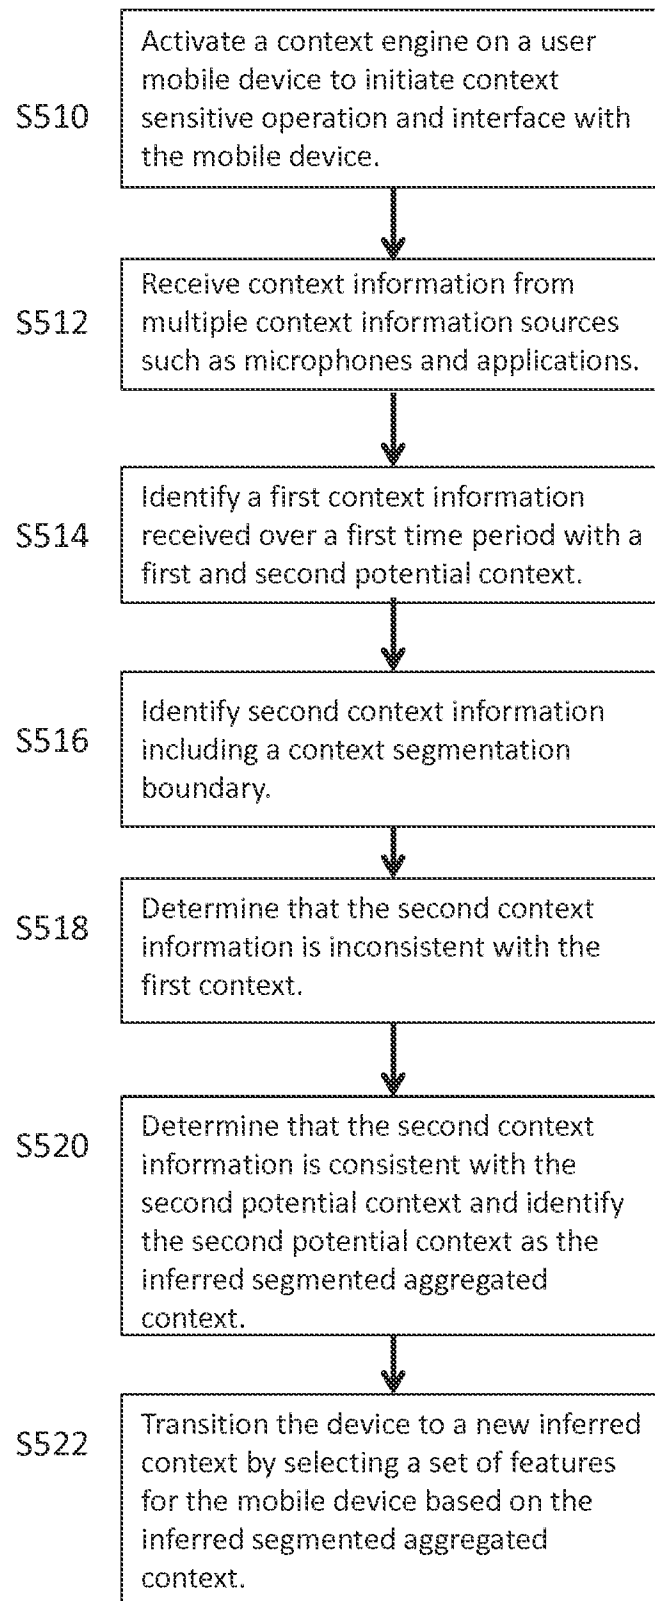 S510
Activate a context engine on a user
mobile device to initiate context
sensitive operation and interface with
the mobile device.
S512
Receive context information from
multiple context information sources
such as microphones and applications.
S514
Identify a first context information
received over a first time period with a
first and second potential context.
S516
Identify second context information
including a context segmentation
boundary.
S518
Determine that the second context
information is inconsistent with the
first context.
S520
Determine that the second context
information is consistent with the
second potential context and identify
the second potential context as the
inferred segmented aggregated
context.
S522
Transition the device to a new inferred
context by selecting a set of features
for the mobile device based on the
inferred segmented aggregated
context.